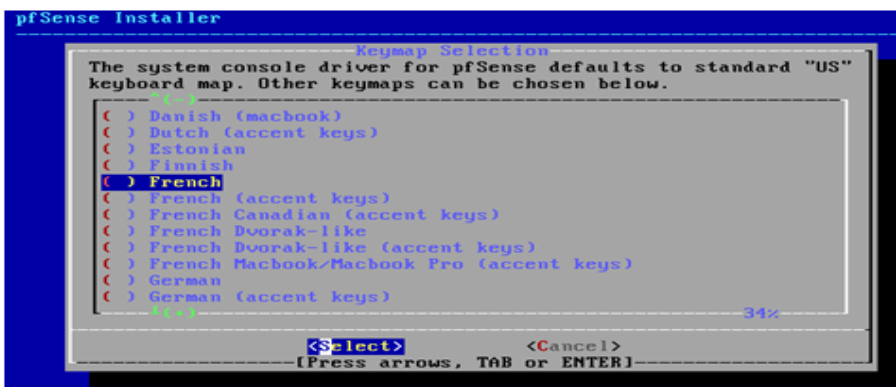 pfSense Installer
Keymap Selection
The system console driver for pfSense defaults to standard "US"
keyboard map. Other keymaps can be chosen below.
^(-)
( ) Danish (macbook)
( ) Dutch (accent keys)
( ) Estonian
( ) Finnish
( ) French
( ) French (accent keys)
( ) French Canadian (accent keys)
( ) French Dvorak-like
( ) French Dvorak-like (accent keys)
( ) French Macbook/Macbook Pro (accent keys)
( ) German
( ) German (accent keys)
v(+) 34%
<Select> <Cancel>
[Press arrows, TAB or ENTER]